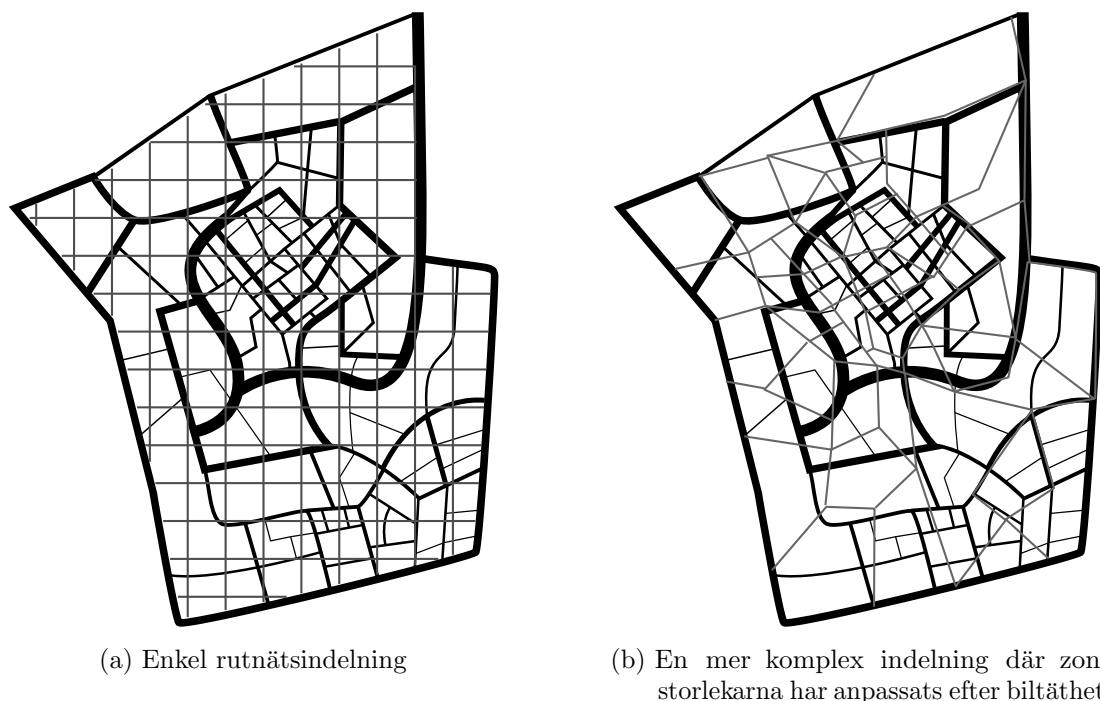 (a) Enkel rutnätsindelning
(b) En mer komplex indelning där zon
storlekarna har anpassats efter biltäthet